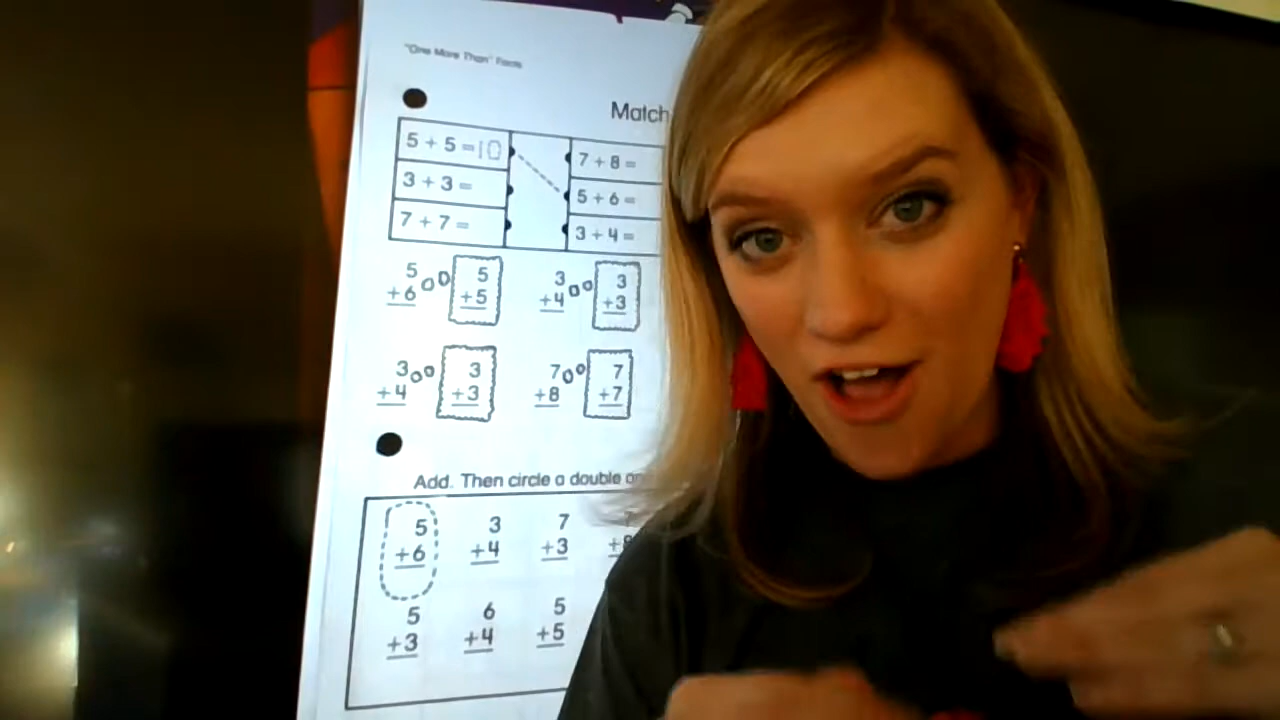 "One More Than" Facts
Match
5 + 5 = 10
7 + 8 =
3 + 3 =
5 + 6 =
7 + 7 =
3 + 4 =
5 5 3 3
+6 +5 +4 +3
3 3 7 7
+4 +3 +8 +7
Add. Then circle a double
5 3 7
+6 +4 +3
5 6 5
+3 +4 +5